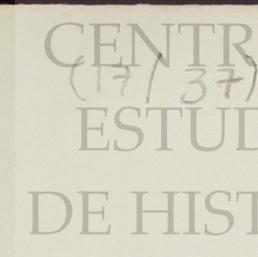 CENTR
(17/37)
ESTUD
DE HIST